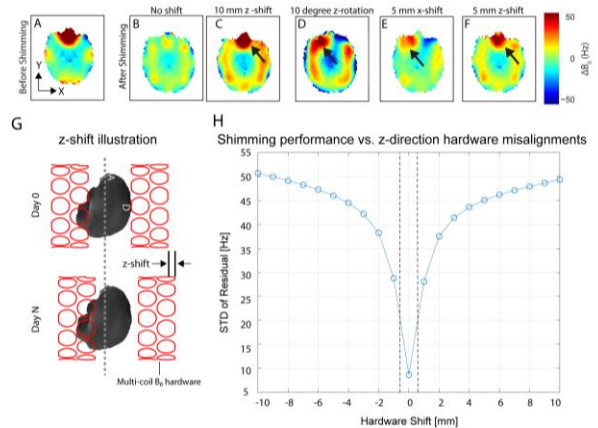 No shift
10 mm z -shift
10 degree z-rotation
5 mm x-shift
5 mm z-shift
Before Shimming
A
Y
X
After Shimming
B
C
D
E
F
50
0
−50
ΔB₀ (Hz)
G
z-shift illustration
Day 0
z-shift
Day N
Multi-coil B₀ hardware
H
Shimming performance vs. z-direction hardware misalignments
STD of Residual [Hz]
55
50
45
40
35
30
25
20
15
10
5
-10
-8
-6
-4
-2
0
2
4
6
8
10
Hardware Shift [mm]